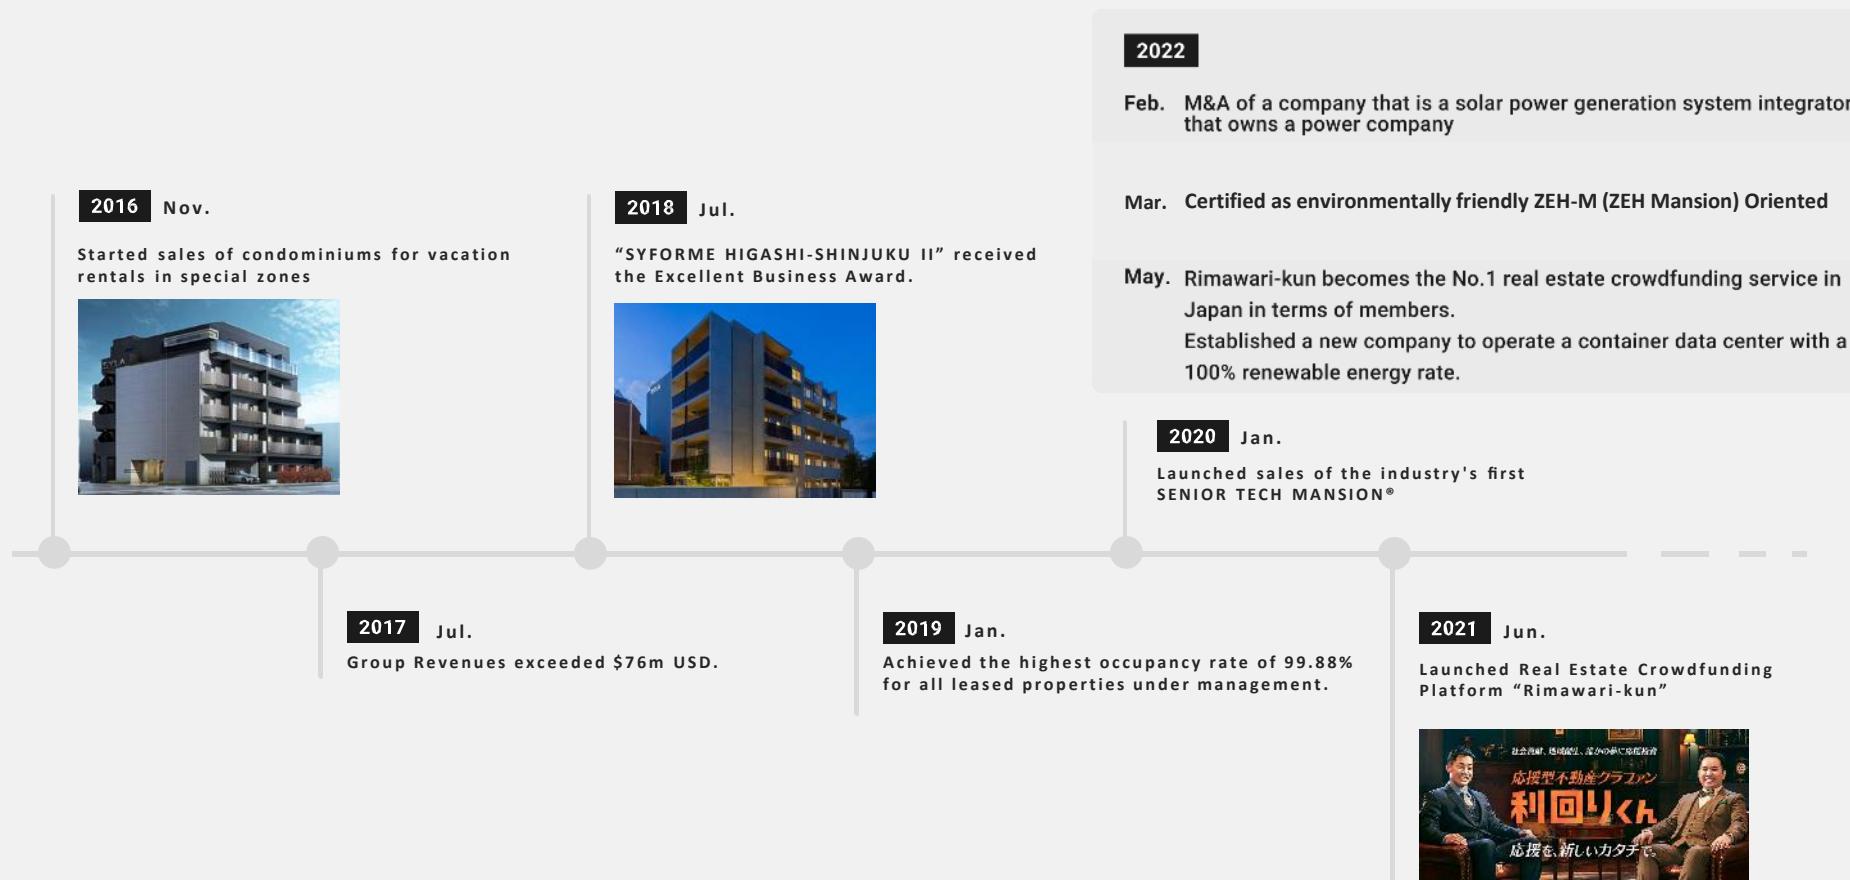 2022
Feb. M&A of a company that is a solar power generation system integrator
that owns a power company
Mar. Certified as environmentally friendly ZEH-M (ZEH Mansion) Oriented
May. Rimawari-kun becomes the No.1 real estate crowdfunding service in
Japan in terms of members.
Established a new company to operate a container data center with a
100% renewable energy rate.
2016 Nov.
Started sales of condominiums for vacation
rentals in special zones
2018 Jul.
“SYFORME HIGASHI-SHINJUKU II” received
the Excellent Business Award.
2020 Jan.
Launched sales of the industry's first
SENIOR TECH MANSION®
2017 Jul.
Group Revenues exceeded $76m USD.
2019 Jan.
Achieved the highest occupancy rate of 99.88%
for all leased properties under management.
2021 Jun.
Launched Real Estate Crowdfunding
Platform “Rimawari-kun”
応援型不動産クラファン
利回りくん
応援を、新しいカタチで。